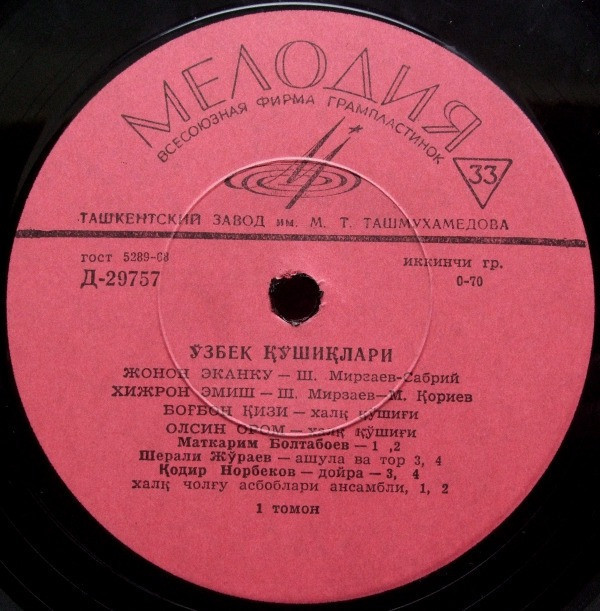 МЕЛОДИЯ
ВСЕСОЮЗНАЯ ФИРМА ГРАМПЛАСТИНОК
33
ТАШКЕНТСКИЙ ЗАВОД им. М. Т. ТАШМУХАМЕДОВА
ГОСТ 5289-68
ИККИНЧИ ГР.
Д-29757
0-70
ЎЗБЕК ҚЎШИҚЛАРИ
ЖОНОН ЭКАНКУ — Ш. Мирзаев-Сабрий
ХИЖРОН ЭМИШ — Ш. Мирзаев—М. Қориев
БОҒБОН ҚИЗИ — халқ қўшиғи
ОЛСИН ОРОМ — халқ қўшиғи
Маткарим Болтабоев — 1 ,2
Шерали Жўраев — ашула ва тор 3, 4
Қодир Норбеков — дойра — 3, 4
халқ чолғу асбоблари ансамбли, 1, 2
1 томон